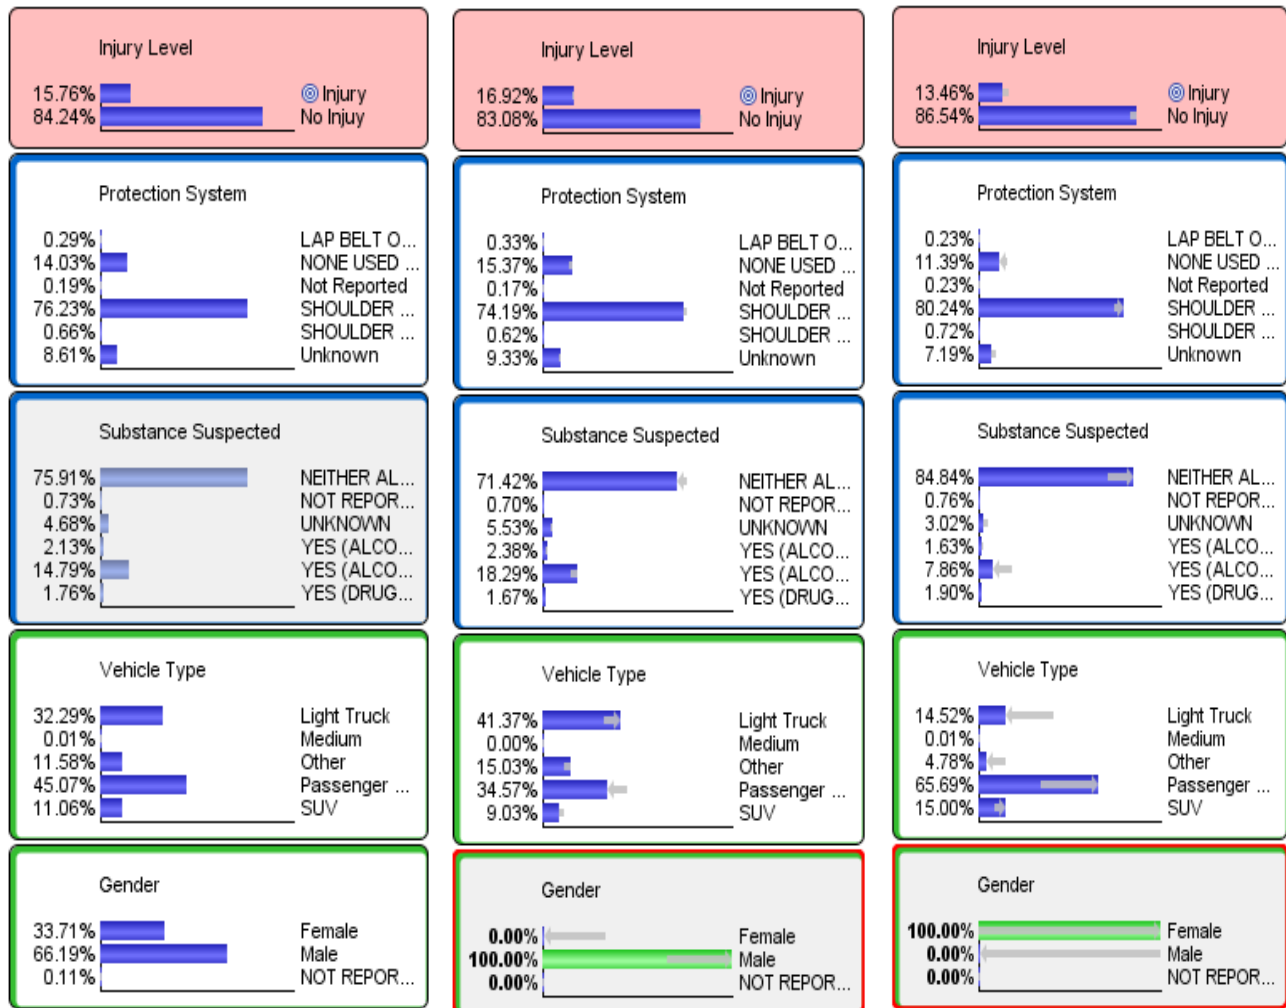 Injury Level
15.76% Injury
84.24% No Injuy
Protection System
0.29% LAP BELT O...
14.03% NONE USED ...
0.19% Not Reported
76.23% SHOULDER ...
0.66% SHOULDER ...
8.61% Unknown
Substance Suspected
75.91% NEITHER AL...
0.73% NOT REPOR...
4.68% UNKNOWN
2.13% YES (ALCO...
14.79% YES (ALCO...
1.76% YES (DRUG...
Vehicle Type
32.29% Light Truck
0.01% Medium
11.58% Other
45.07% Passenger ...
11.06% SUV
Gender
33.71% Female
66.19% Male
0.11% NOT REPOR...
Injury Level
16.92% Injury
83.08% No Injuy
Protection System
0.33% LAP BELT O...
15.37% NONE USED ...
0.17% Not Reported
74.19% SHOULDER ...
0.62% SHOULDER ...
9.33% Unknown
Substance Suspected
71.42% NEITHER AL...
0.70% NOT REPOR...
5.53% UNKNOWN
2.38% YES (ALCO...
18.29% YES (ALCO...
1.67% YES (DRUG...
Vehicle Type
41.37% Light Truck
0.00% Medium
15.03% Other
34.57% Passenger ...
9.03% SUV
Gender
0.00% Female
100.00% Male
0.00% NOT REPOR...
Injury Level
13.46% Injury
86.54% No Injuy
Protection System
0.23% LAP BELT O...
11.39% NONE USED ...
0.23% Not Reported
80.24% SHOULDER ...
0.72% SHOULDER ...
7.19% Unknown
Substance Suspected
84.84% NEITHER AL...
0.76% NOT REPOR...
3.02% UNKNOWN
1.63% YES (ALCO...
7.86% YES (ALCO...
1.90% YES (DRUG...
Vehicle Type
14.52% Light Truck
0.01% Medium
4.78% Other
65.69% Passenger ...
15.00% SUV
Gender
100.00% Female
0.00% Male
0.00% NOT REPOR...